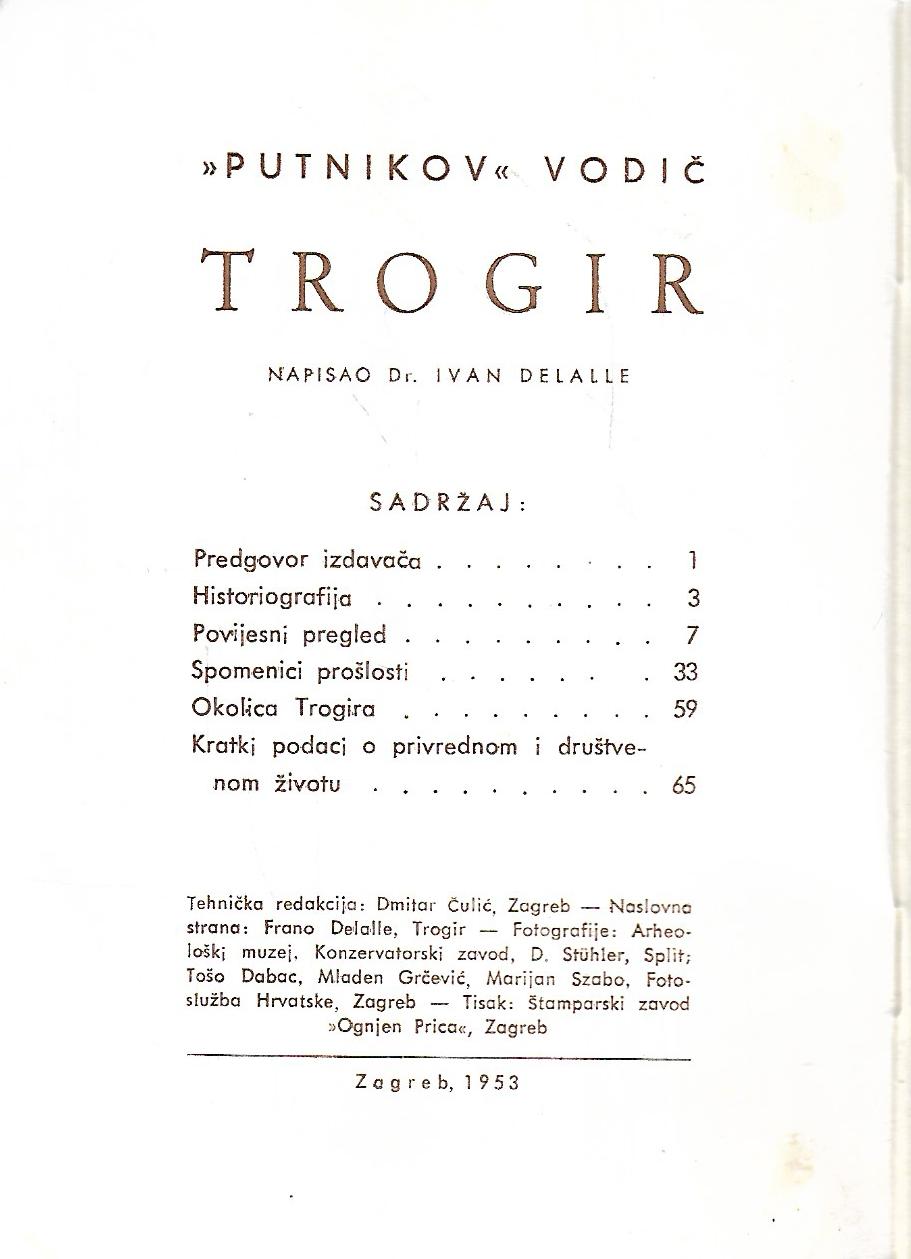 »PUTNIKOV« VODIČ
TROGIR
NAPISAO Dr. IVAN DELALLE
SADRŽAJ:
Predgovor izdavača . . . . . . . . 1
Historiografija . . . . . . . . . . 3
Povijesni pregled . . . . . . . . . 7
Spomenici prošlosti . . . . . . . 33
Okolica Trogira . . . . . . . . . 59
Kratki podaci o privrednom i društve-
nom životu . . . . . . . . . . 65
Tehnička redakcija: Dmitar Čulić, Zagreb — Naslovna
strana: Frano Delalle, Trogir — Fotografije: Arheo-
loški muzej, Konzervatorski zavod, D. Stühler, Split;
Tošo Dabac, Mladen Grčević, Marijan Szabo, Foto-
služba Hrvatske, Zagreb — Tisak: Štamparski zavod
»Ognjen Prica«, Zagreb
Zagreb, 1953